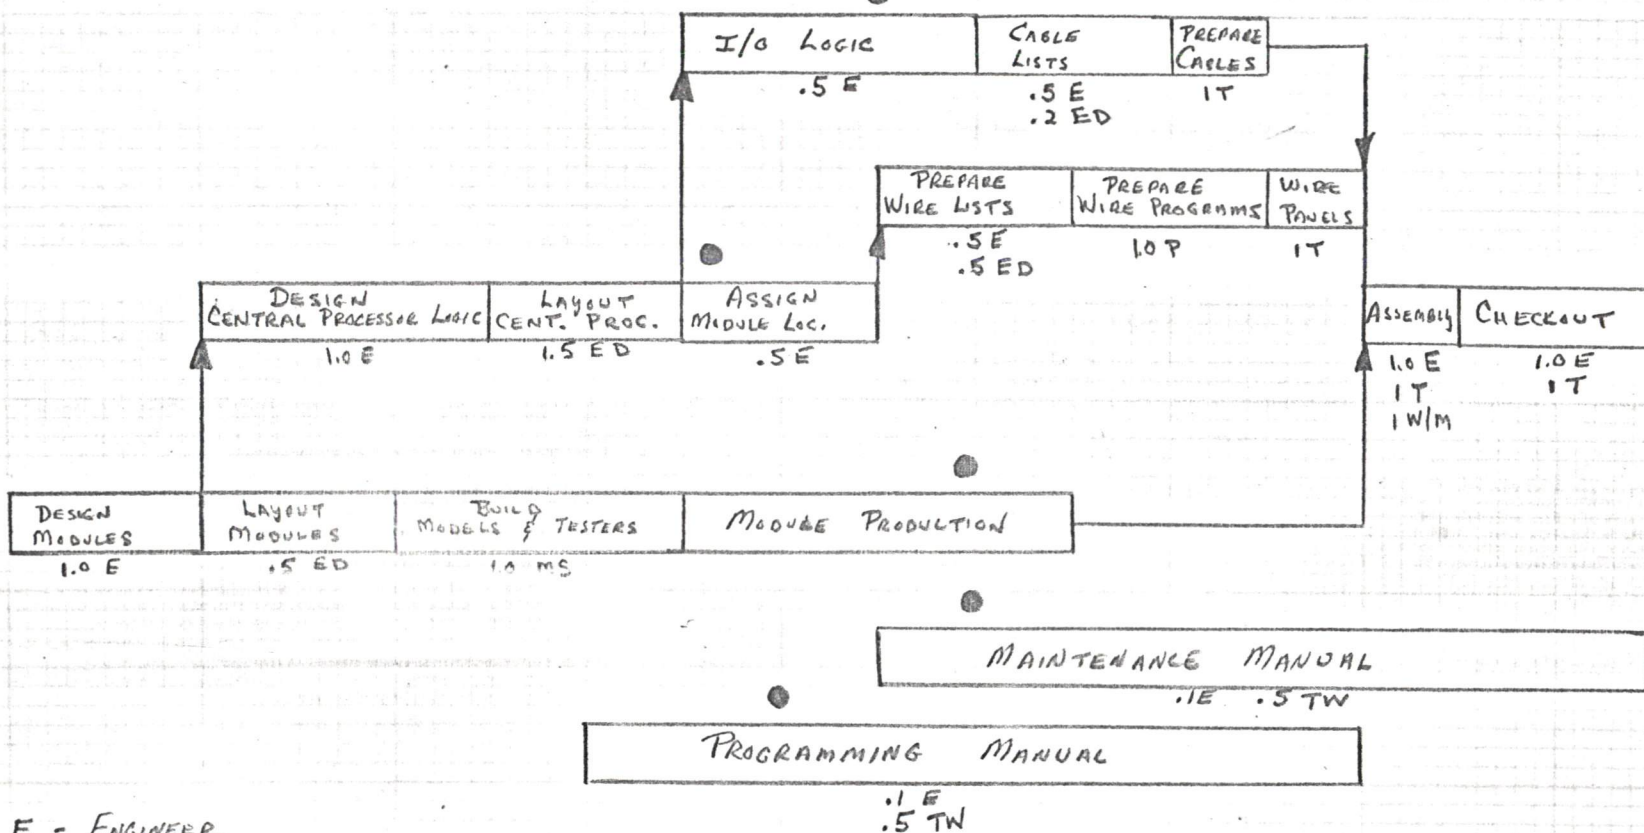 I/O LOGIC
CABLE
LISTS
PREPARE
CABLES
.5 E
.5 E
.2 ED
1T
PREPARE
WIRE LISTS
PREPARE
WIRE PROGRAMS
WIRE
PANELS
.5 E
.5 ED
1.0 P
1T
DESIGN
CENTRAL PROCESSOR LOGIC
LAYOUT
CENT. PROC.
ASSIGN
MODULE LOC.
1.0 E
1.5 ED
.5 E
ASSEMBLY
CHECKOUT
1.0 E
1 T
1 W/M
1.0 E
1 T
DESIGN
MODULES
LAYOUT
MODULES
BUILD
MODELS & TESTERS
MODULE PRODUCTION
1.0 E
.5 ED
1.0 MS
MAINTENANCE MANUAL
.1E .5 TW
PROGRAMMING MANUAL
.1 E
.5 TW
E - ENGINEER